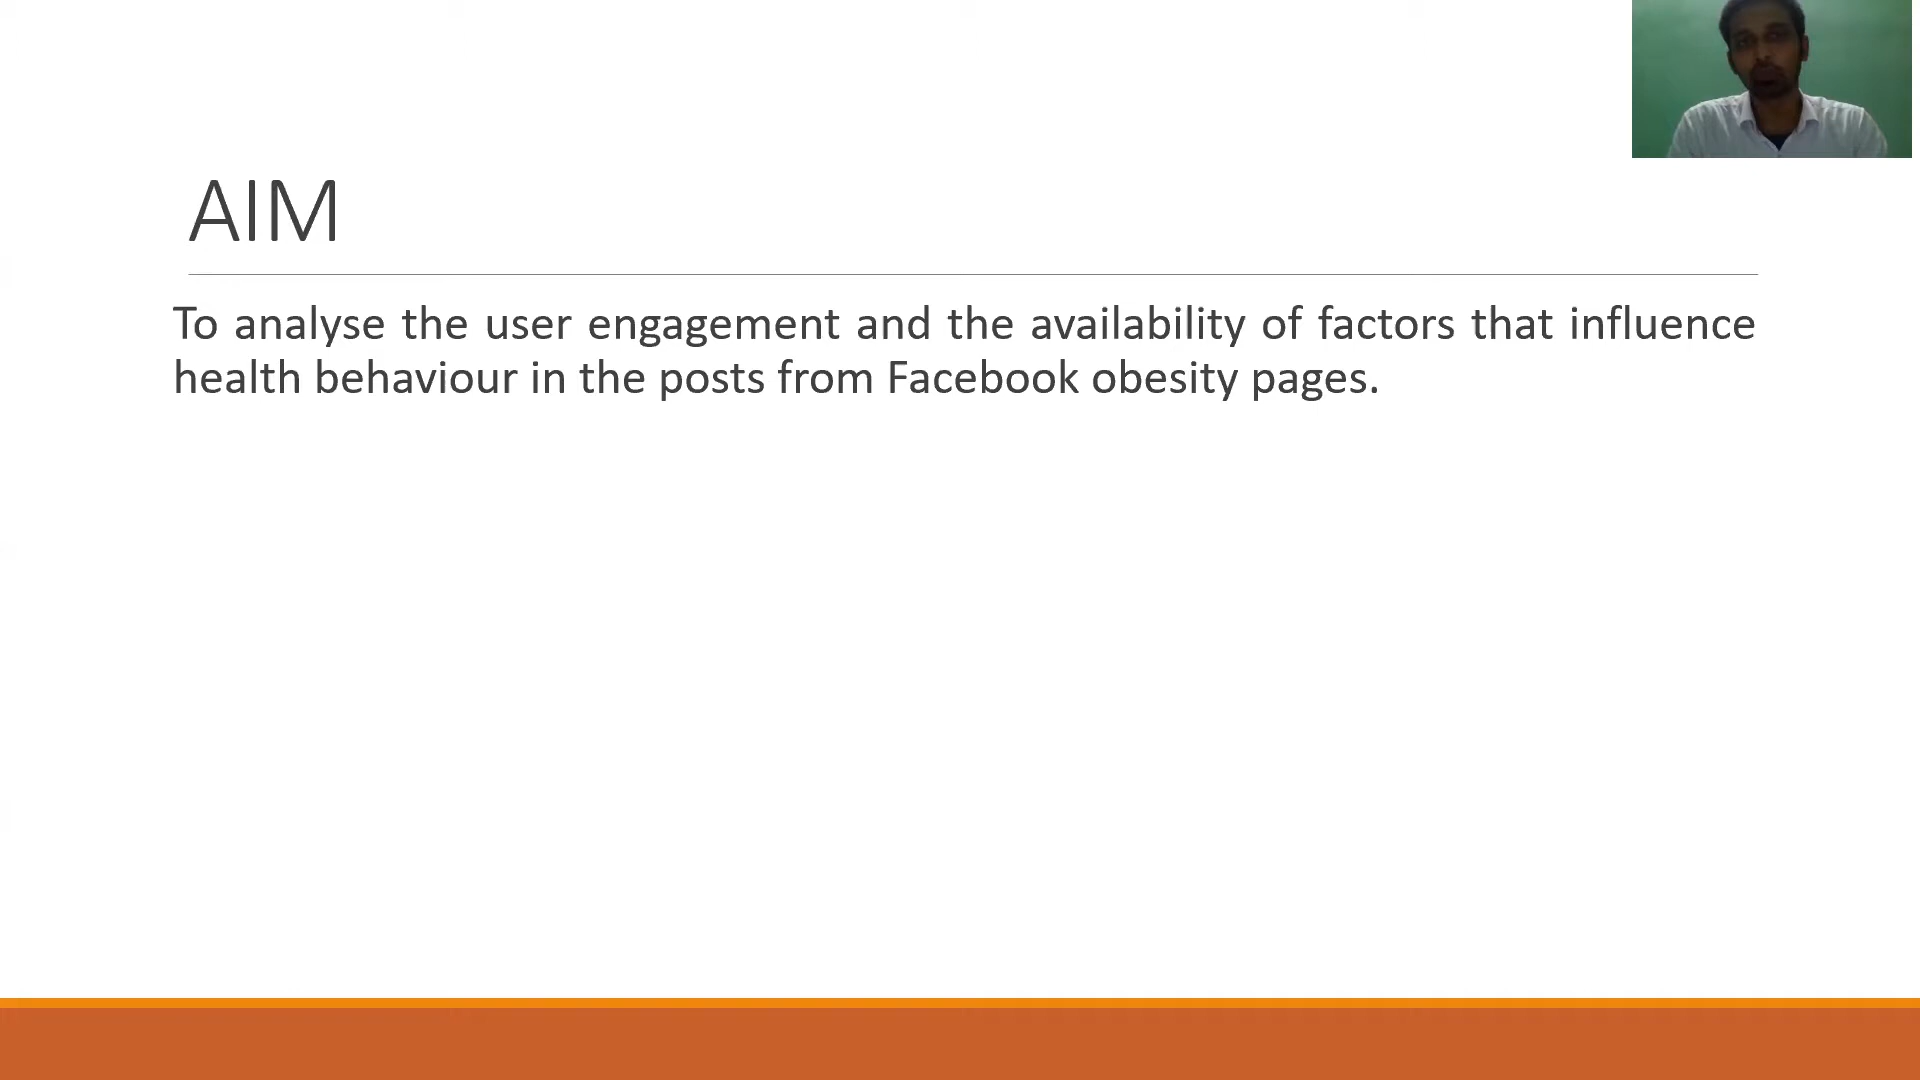 AIM
To analyse the user engagement and the availability of factors that influence
health behaviour in the posts from Facebook obesity pages.